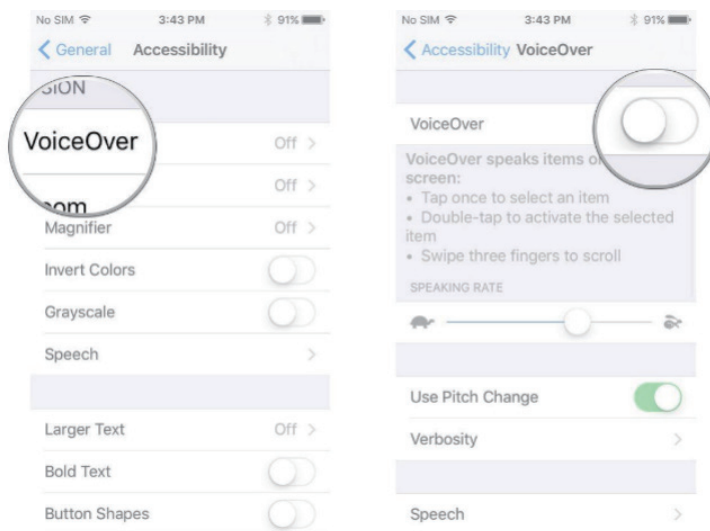 No SIM 3:43 PM 91%
General Accessibility
SION
VoiceOver Off
oom Off
Magnifier Off
Invert Colors
Grayscale
Speech
Larger Text Off
Bold Text
Button Shapes
No SIM 3:43 PM 91%
Accessibility VoiceOver
VoiceOver
VoiceOver speaks items o
screen:
• Tap once to select an item
• Double-tap to activate the selected
item
• Swipe three fingers to scroll
SPEAKING RATE
Use Pitch Change
Verbosity
Speech